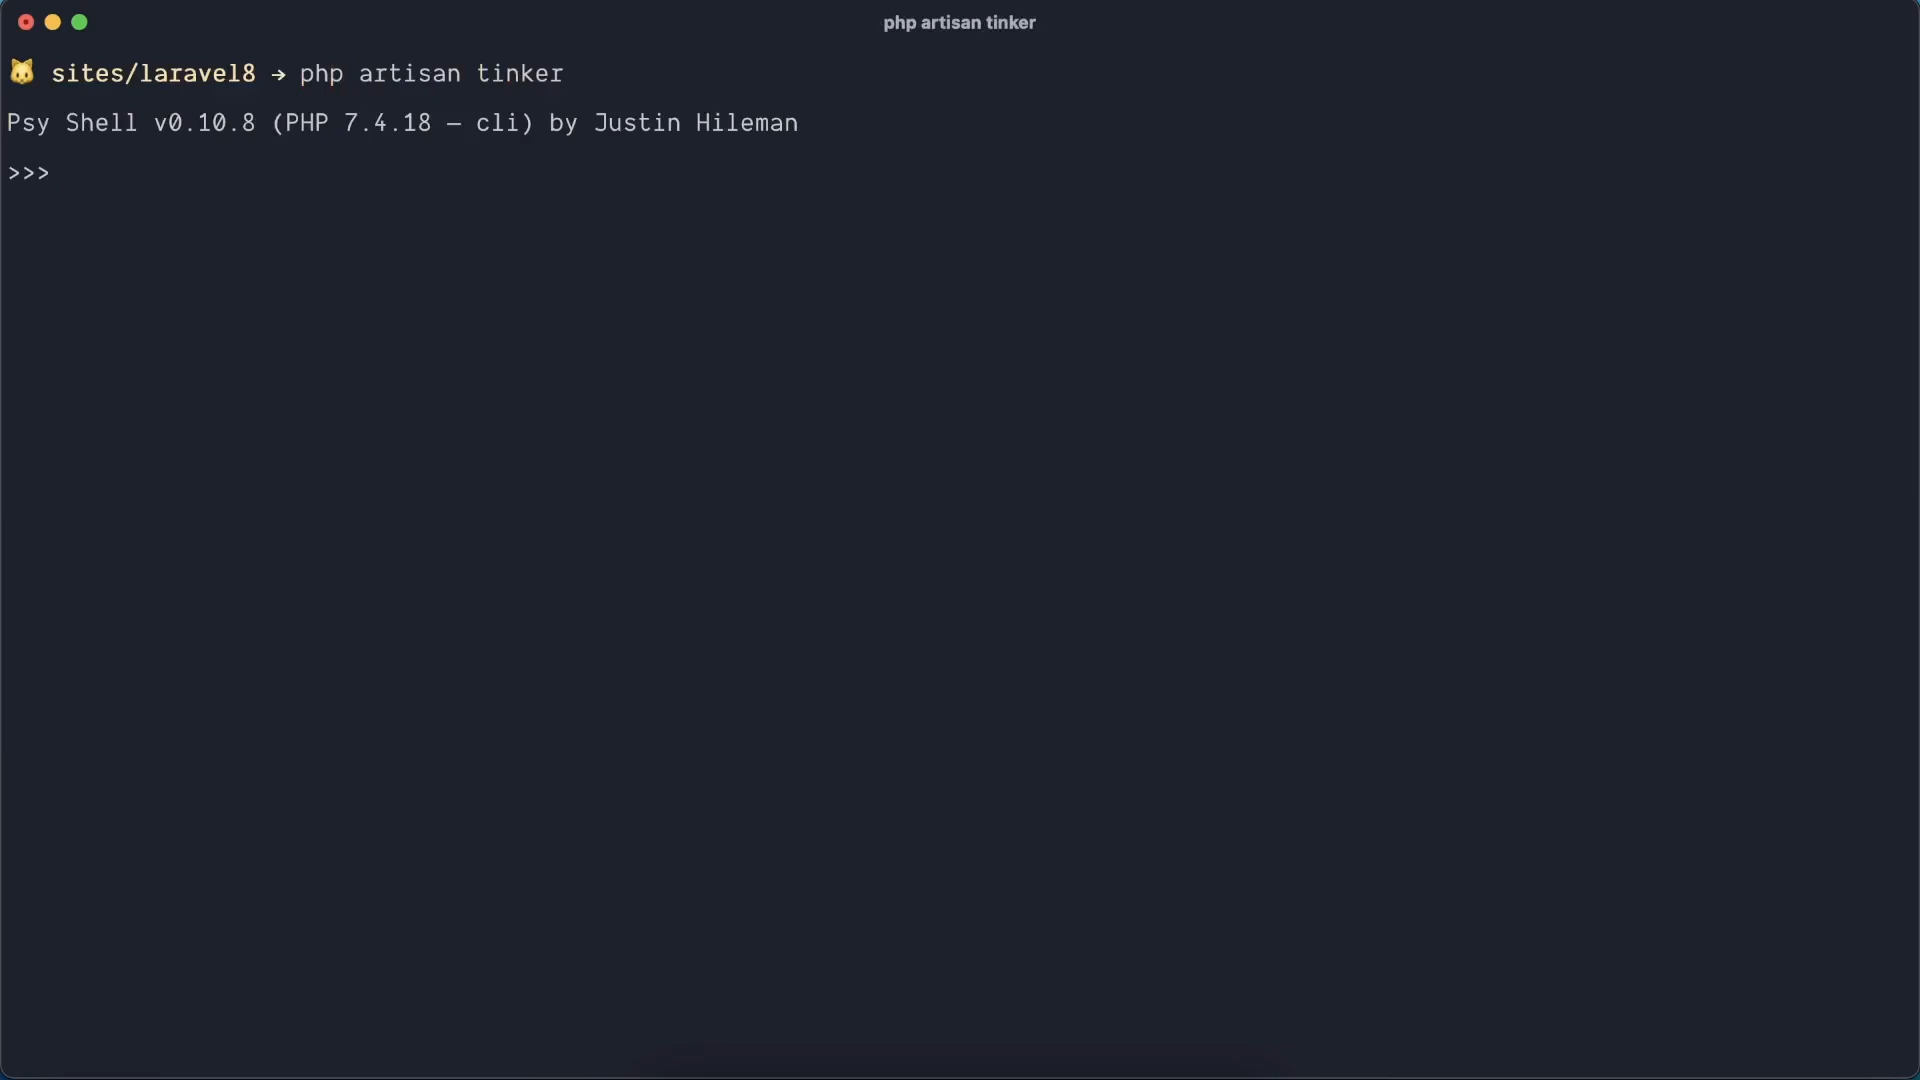 php artisan tinker
sites/laravel8 → php artisan tinker
Psy Shell v0.10.8 (PHP 7.4.18 — cli) by Justin Hileman
>>>